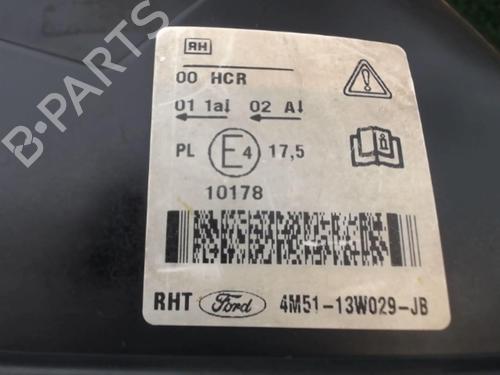 RH
00 HCR
01 1a↓ 02 A↓
PL E4 17,5
10178
RHT Ford 4M51-13W029-JB
B-PARTS